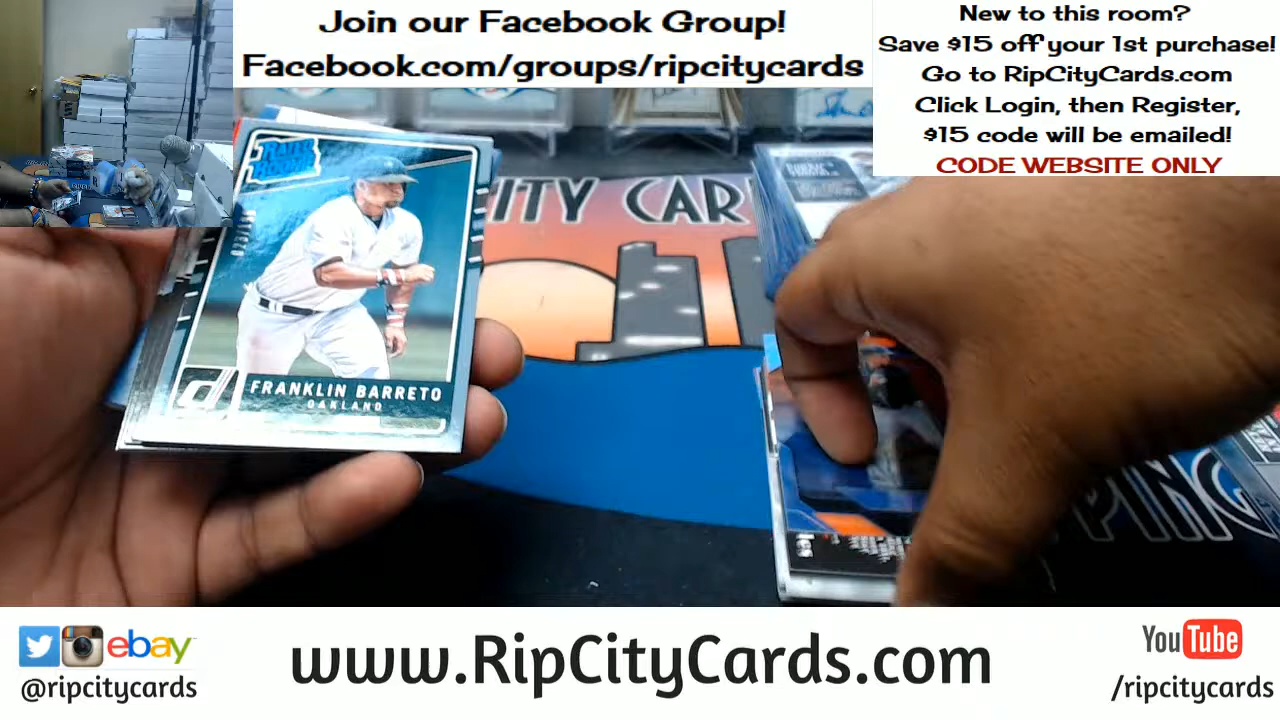 Join our Facebook Group!
Facebook.com/groups/ripcitycards
New to this room?
Save $15 off your 1st purchase!
Go to RipCityCards.com
Click Login, then Register,
$15 code will be emailed!
CODE WEBSITE ONLY
RATED ROOKIE
ITY CAR
FRANKLIN BARRETO
OAKLAND
PPING
ebay
@ripcitycards
www.RipCityCards.com
YouTube
/ripcitycards